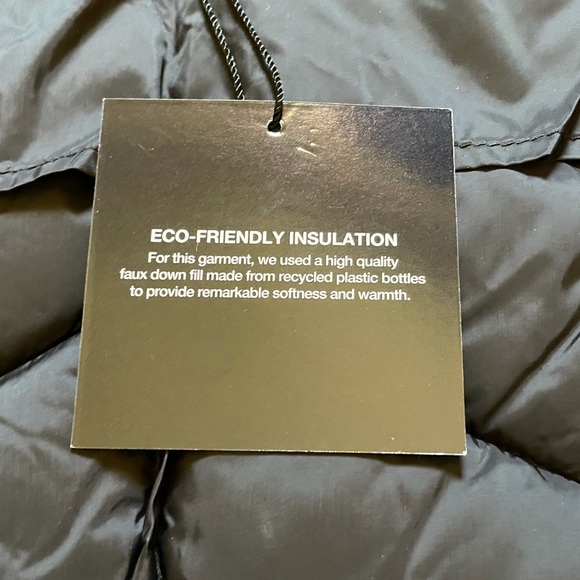 ECO-FRIENDLY INSULATION
For this garment, we used a high quality
faux down fill made from recycled plastic bottles
to provide remarkable softness and warmth.